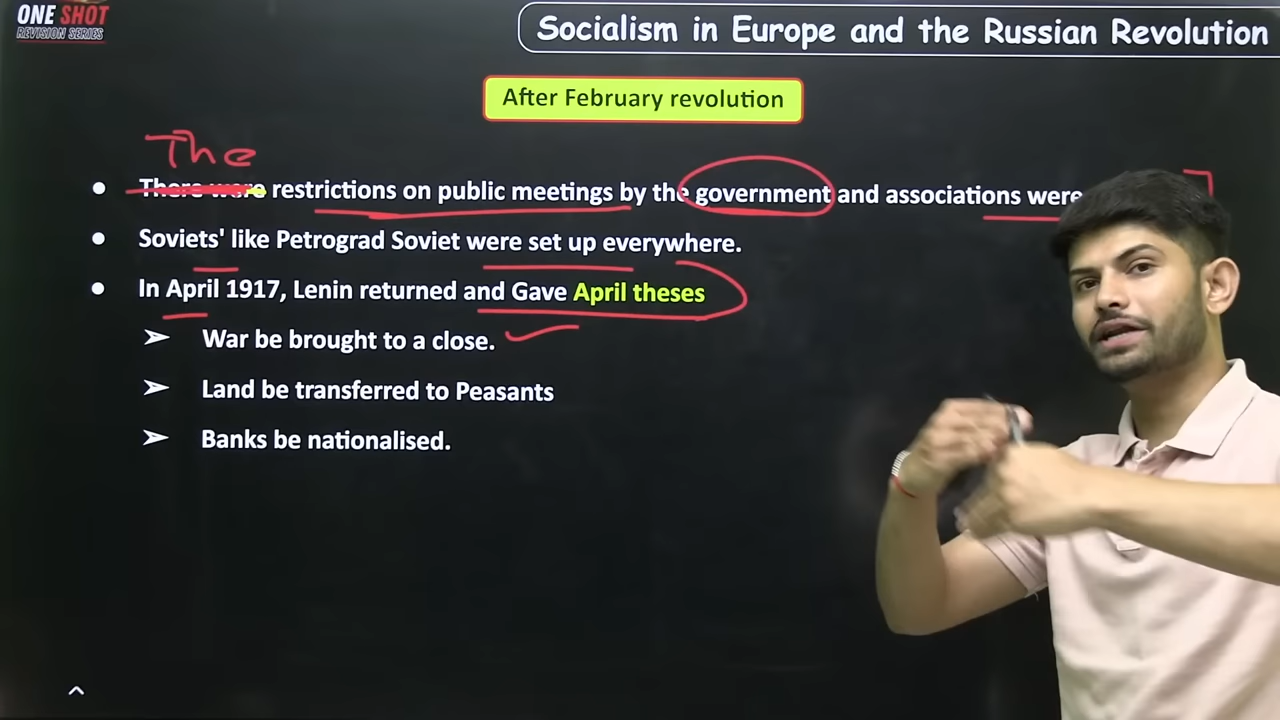 ONE SHOT
REVISION SERIES
Socialism in Europe and the Russian Revolution
After February revolution
The
There were restrictions on public meetings by the government and associations were
Soviets' like Petrograd Soviet were set up everywhere.
In April 1917, Lenin returned and Gave April theses
War be brought to a close.
Land be transferred to Peasants
Banks be nationalised.